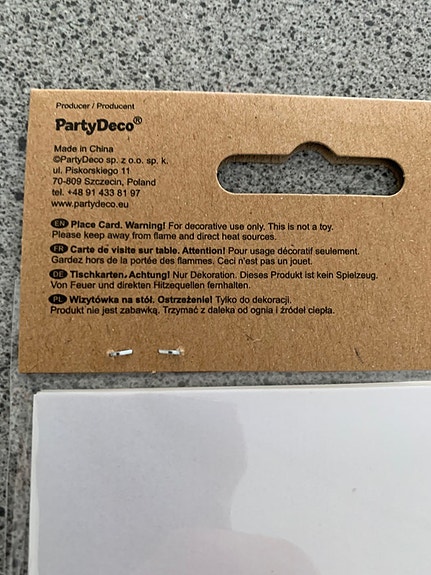 Producer / Producent
PartyDeco®
Made in China
©PartyDeco sp. z o.o. sp. k.
ul. Piskorskiego 11
70-809 Szczecin, Poland
tel. +48 91 433 81 97
www.partydeco.eu
EN Place Card. Warning! For decorative use only. This is not a toy.
Please keep away from flame and direct heat sources.
FR Carte de visite sur table. Attention! Pour usage décoratif seulement.
Gardez hors de la portée des flammes. Ceci n'est pas un jouet.
DE Tischkarten. Achtung! Nur Dekoration. Dieses Produkt ist kein Spielzeug.
Von Feuer und direkten Hitzequellen fernhalten.
PL Wizytówka na stół. Ostrzeżenie! Tylko do dekoracji.
Produkt nie jest zabawką. Trzymać z daleka od ognia i źródeł ciepła.